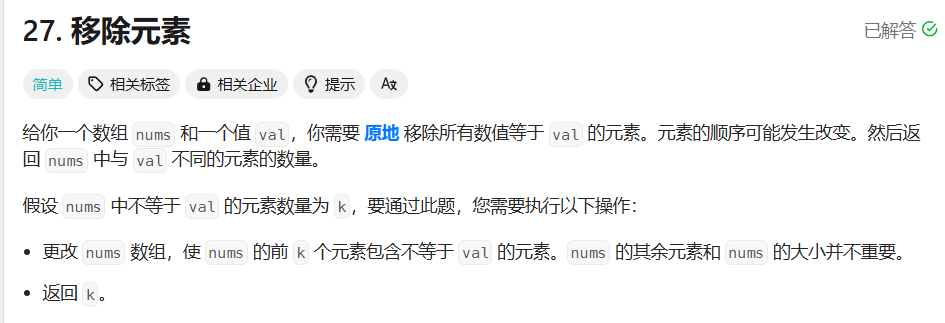 27. 移除元素
已解答
简单 相关标签 相关企业 提示
给你一个数组 nums 和一个值 val，你需要 原地 移除所有数值等于 val 的元素。元素的顺序可能发生改变。然后返
回 nums 中与 val 不同的元素的数量。
假设 nums 中不等于 val 的元素数量为 k，要通过此题，您需要执行以下操作：
• 更改 nums 数组，使 nums 的前 k 个元素包含不等于 val 的元素。nums 的其余元素和 nums 的大小并不重要。
• 返回 k。